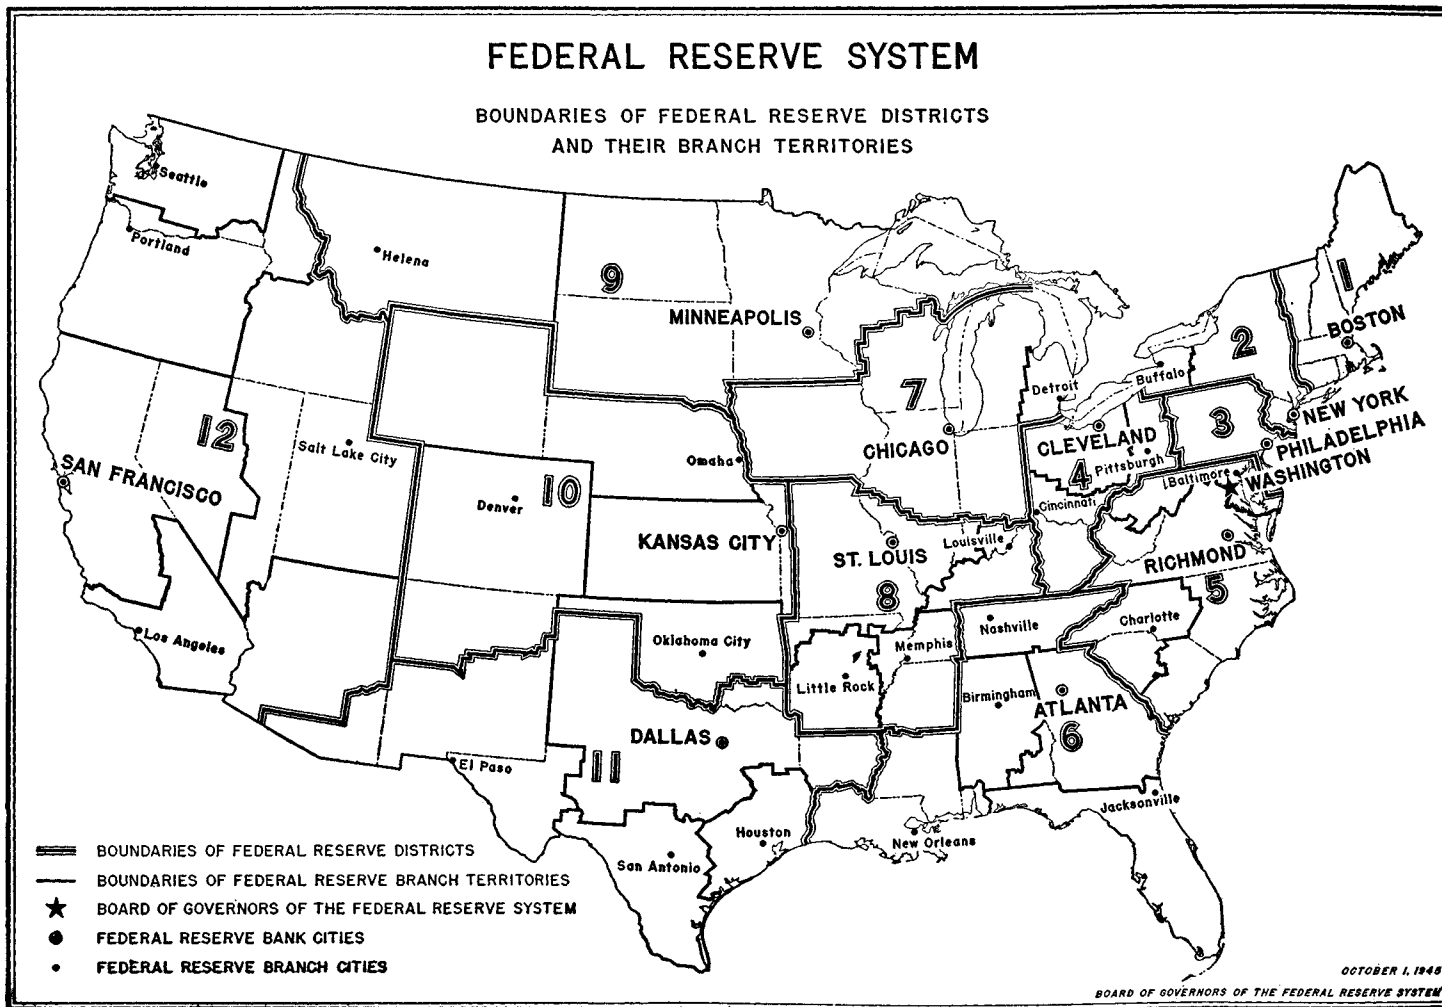 FEDERAL RESERVE SYSTEM
BOUNDARIES OF FEDERAL RESERVE DISTRICTS
AND THEIR BRANCH TERRITORIES
Seattle
Portland
Helena
9
MINNEAPOLIS
1
BOSTON
2
Buffalo
7
Detroit
NEW YORK
12
Salt Lake City
SAN FRANCISCO
CHICAGO
CLEVELAND
3
PHILADELPHIA
4
Pittsburgh
WASHINGTON
Baltimore
Omaha
10
Denver
Cincinnati
KANSAS CITY
ST. LOUIS
Louisville
RICHMOND
8
5
Los Angeles
Oklahoma City
Nashville
Charlotte
Memphis
Little Rock
Birmingham
ATLANTA
6
DALLAS
11
El Paso
Jacksonville
Houston
New Orleans
San Antonio
BOUNDARIES OF FEDERAL RESERVE DISTRICTS
BOUNDARIES OF FEDERAL RESERVE BRANCH TERRITORIES
BOARD OF GOVERNORS OF THE FEDERAL RESERVE SYSTEM
FEDERAL RESERVE BANK CITIES
FEDERAL RESERVE BRANCH CITIES
OCTOBER 1,
BOARD OF GOVERNORS OF THE FEDERAL RESERVE SYSTEM